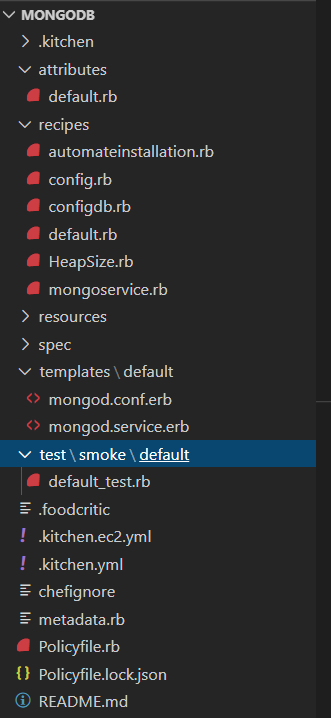 MONGODB
.kitchen
attributes
default.rb
recipes
automateinstallation.rb
config.rb
configdb.rb
default.rb
HeapSize.rb
mongoservice.rb
resources
spec
templates \ default
mongod.conf.erb
mongod.service.erb
test \ smoke \ default
default_test.rb
.foodcritic
! .kitchen.ec2.yml
! .kitchen.yml
chefignore
metadata.rb
Policyfile.rb
{} Policyfile.lock.json
README.md